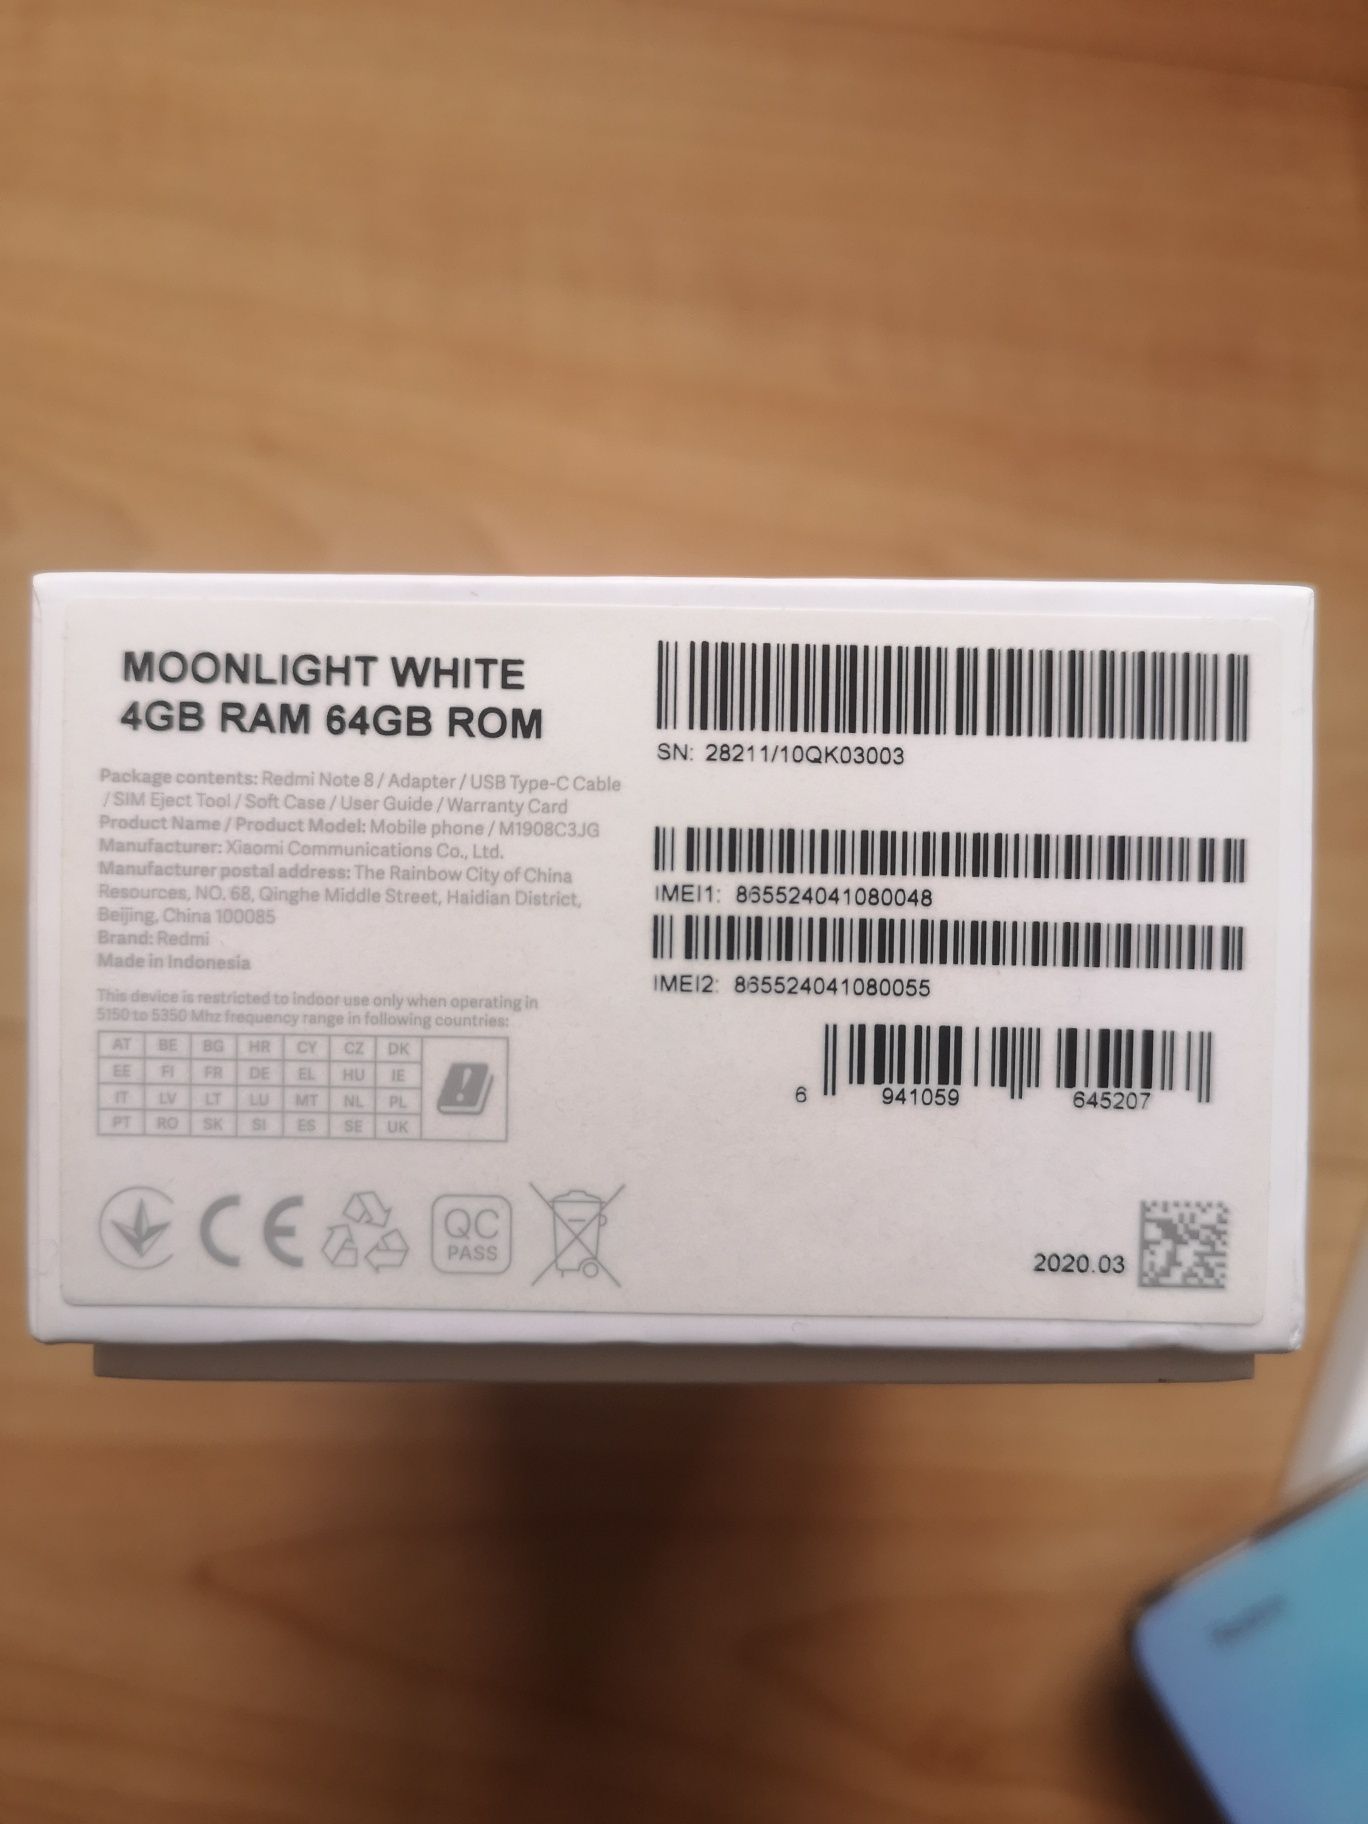 MOONLIGHT WHITE
4GB RAM 64GB ROM
Package contents: Redmi Note 8 / Adapter / USB Type-C Cable
/ SIM Eject Tool / Soft Case / User Guide / Warranty Card
Product Name / Product Model: Mobile phone / M1908C3JG
Manufacturer: Xiaomi Communications Co., Ltd.
Manufacturer postal address: The Rainbow City of China
Resources, NO. 68, Qinghe Middle Street, Haidian District,
Beijing, China 100085
Brand: Redmi
Made in Indonesia
This device is restricted to indoor use only when operating in
5150 to 5350 Mhz frequency range in following countries:
AT BE BG HR CY CZ DK
EE FI FR DE EL HU IE
IT LV LT LU MT NL PL
PT RO SK SI ES SE UK
CE
QC
PASS
SN: 28211/10QK03003
IMEI1: 865524041080048
IMEI2: 865524041080055
6 941059 645207
2020.03